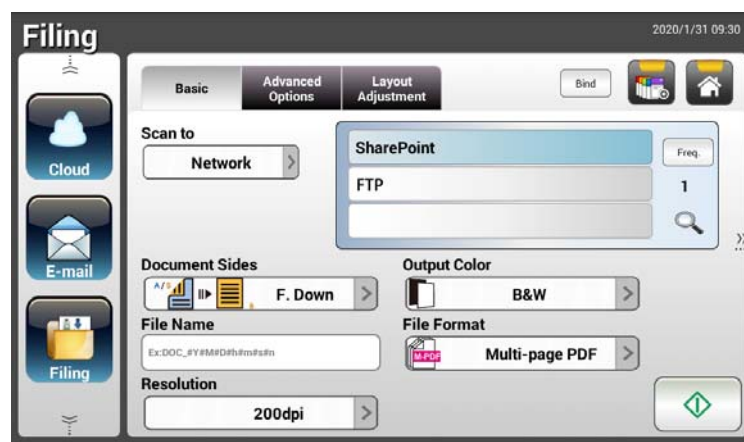 Filing
2020/1/31 09:30
Basic
Advanced
Options
Layout
Adjustment
Bind
Cloud
E-mail
Filing
Scan to
Network
SharePoint
FTP
Freq.
1
Document Sides
F. Down
Output Color
B&W
File Name
Ex:DOC_#Y#M#D#h#m#s#n
File Format
M-PDF
Multi-page PDF
Resolution
200dpi